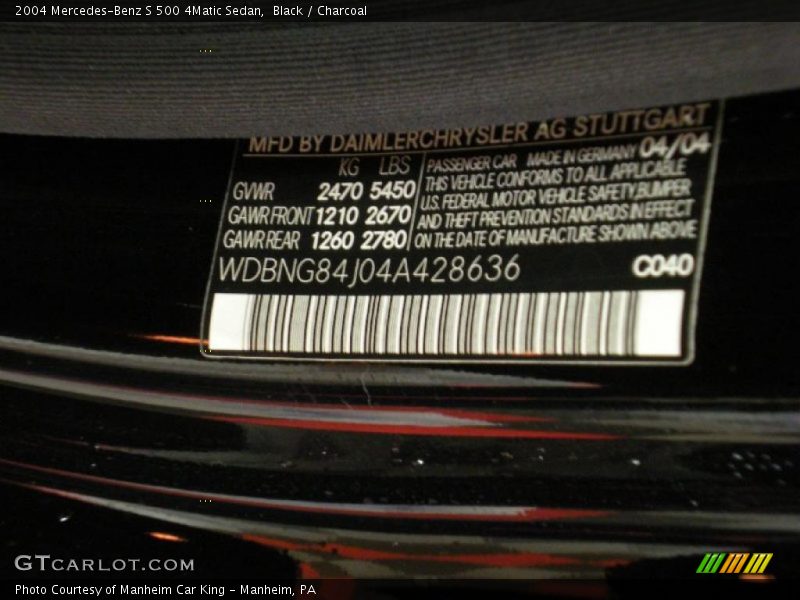 2004 Mercedes-Benz S 500 4Matic Sedan, Black / Charcoal
MFD BY DAIMLERCHRYSLER AG STUTTGART
KG LBS
GVWR 2470 5450
GAWR FRONT 1210 2670
GAWR REAR 1260 2780
PASSENGER CAR MADE IN GERMANY 04/04
THIS VEHICLE CONFORMS TO ALL APPLICABLE
U.S. FEDERAL MOTOR VEHICLE SAFETY, BUMPER
AND THEFT PREVENTION STANDARDS IN EFFECT
ON THE DATE OF MANUFACTURE SHOWN ABOVE
WDBNG84J04A428636 C040
GTCARLOT.COM
Photo Courtesy of Manheim Car King - Manheim, PA